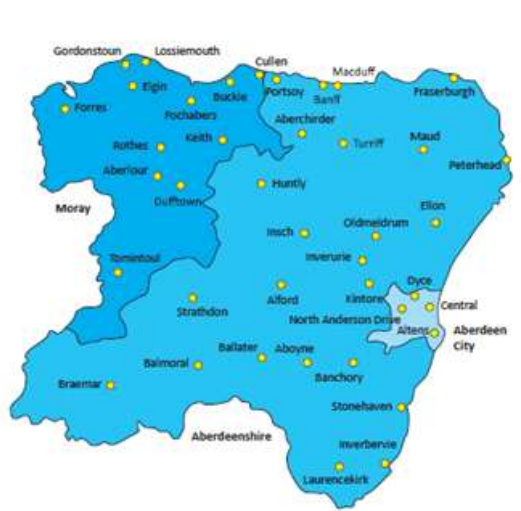 Gordonstoun
Lossiemouth
Cullen
Macduff
Elgin
Buckie
Portsoy
Banff
Fraserburgh
Forres
Fochabers
Aberchirder
Rothes
Keith
Turriff
Maud
Peterhead
Aberlour
Dufftown
Huntly
Moray
Ellon
Insch
Oldmeldrum
Inverurie
Tomintoul
Dyce
Strathdon
Alford
Kintore
Central
North Anderson Drive
Altens
Aberdeen
City
Balmoral
Ballater
Aboyne
Banchory
Braemar
Stonehaven
Aberdeenshire
Inverbervie
Laurencekirk